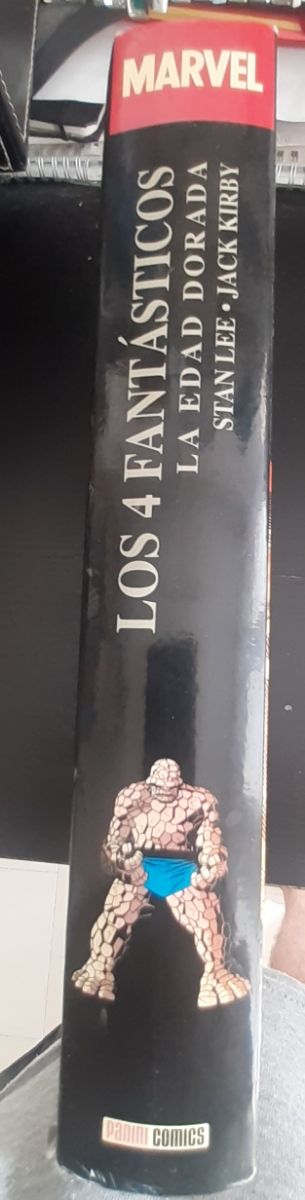 MARVEL
LOS 4 FANTÁSTICOS
LA EDAD DORADA
STAN LEE • JACK KIRBY
PANINI COMICS